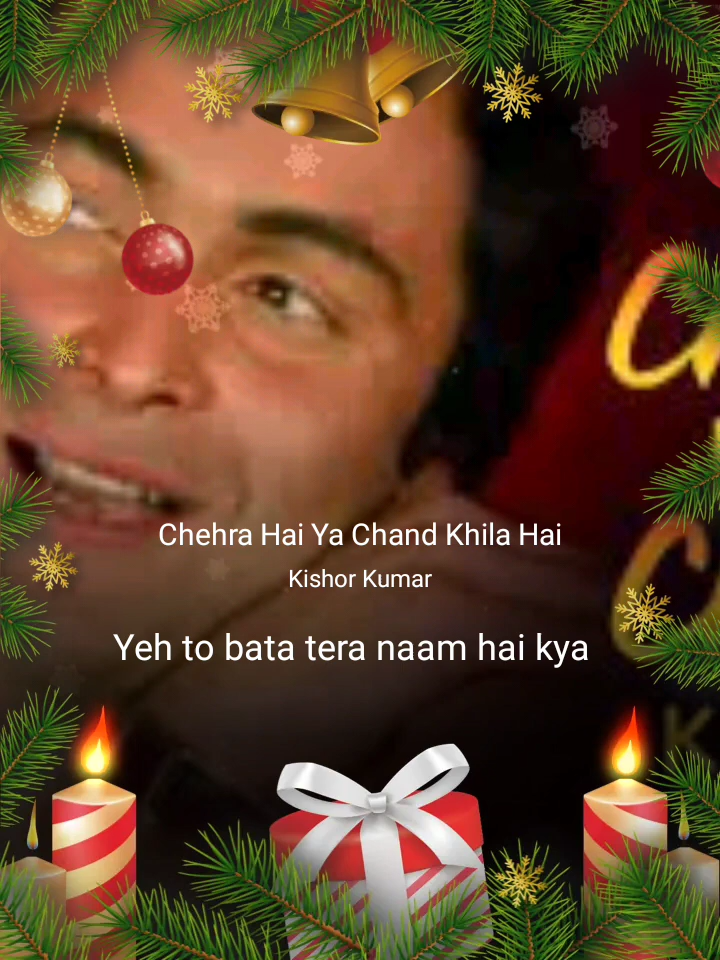 Chehra Hai Ya Chand Khila Hai
Kishor Kumar
Yeh to bata tera naam hai kya